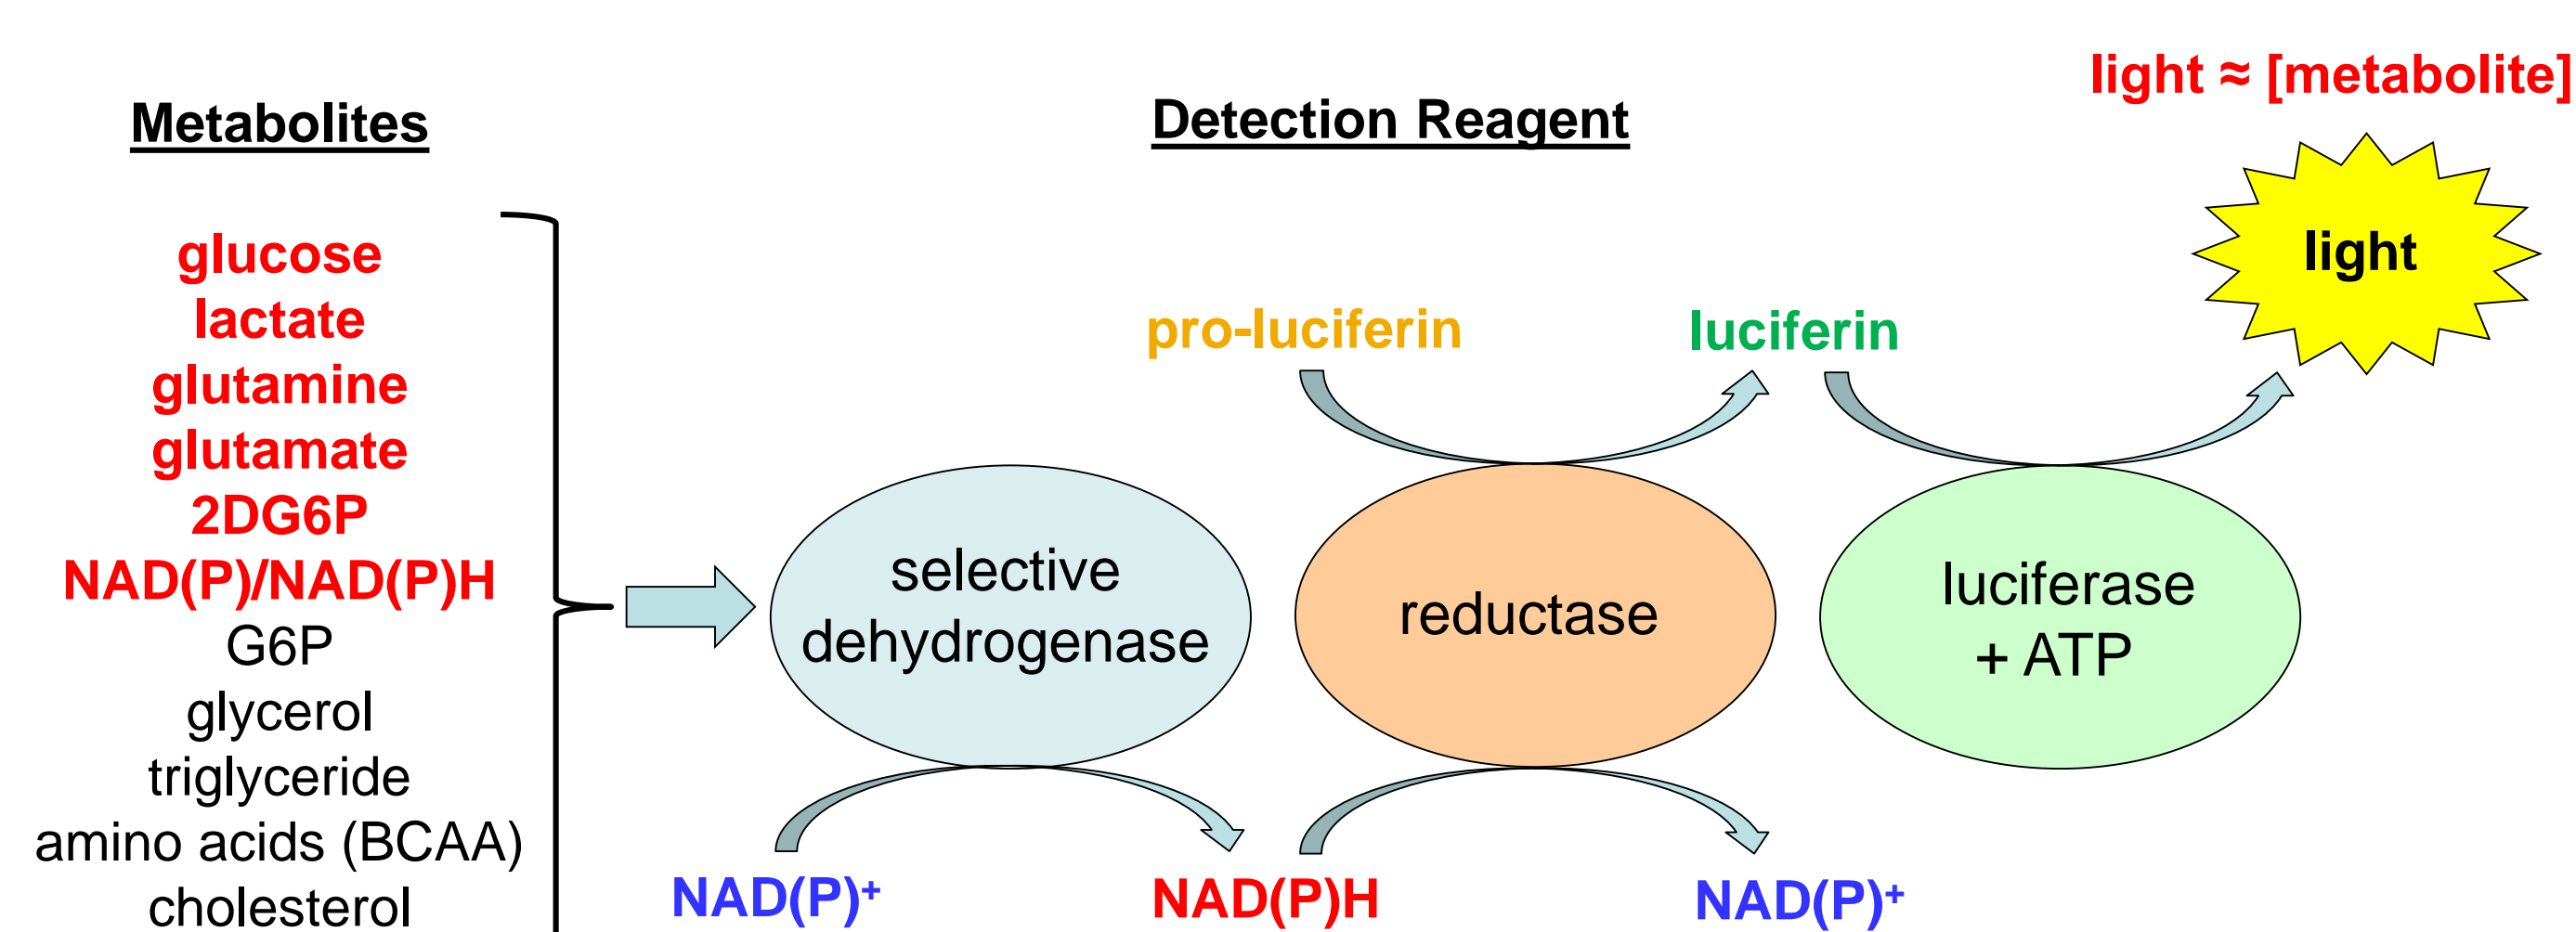 light ≈ [metabolite]
Metabolites
Detection Reagent
glucose
lactate
glutamine
glutamate
2DG6P
NAD(P)/NAD(P)H
G6P
glycerol
triglyceride
amino acids (BCAA)
cholesterol
pro-luciferin
luciferin
light
selective
dehydrogenase
reductase
luciferase
+ ATP
NAD(P)⁺
NAD(P)H
NAD(P)⁺